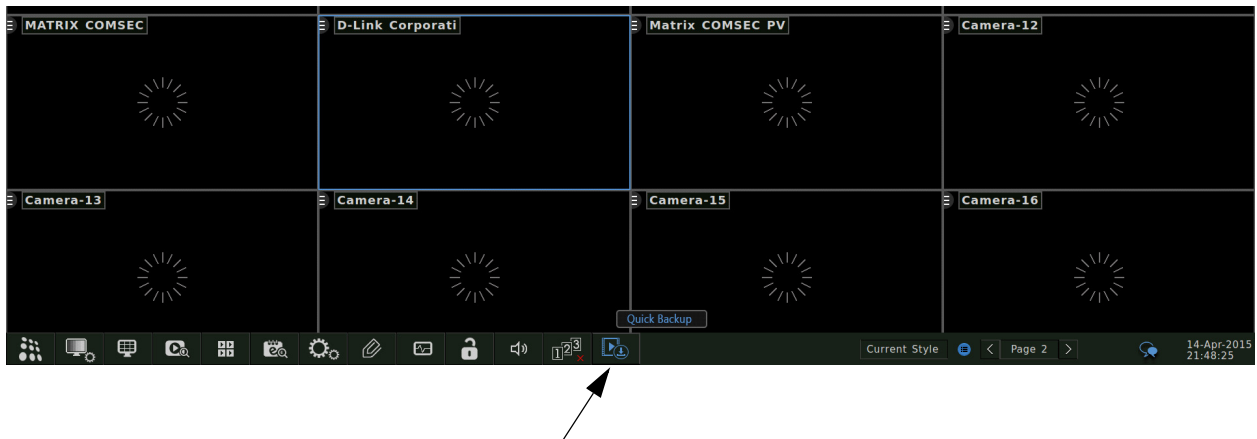 MATRIX COMSEC
D-Link Corporati
Matrix COMSEC PV
Camera-12
Camera-13
Camera-14
Camera-15
Camera-16
Quick Backup
123
Current Style
Page 2
14-Apr-2015
21:48:25